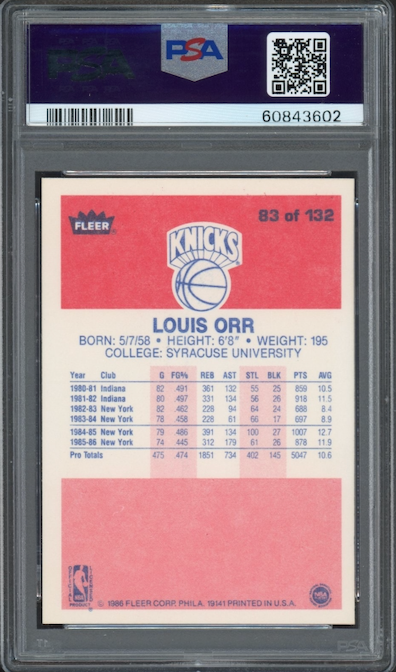 PSA
PSA
60843602
FLEER
83 of 132
KNICKS
LOUIS ORR
BORN: 5/7/58 • HEIGHT: 6'8" • WEIGHT: 195
COLLEGE: SYRACUSE UNIVERSITY
Year Club G FG% REB AST STL BLK PTS AVG
1980-81 Indiana 82 .491 361 132 55 25 859 10.5
1981-82 Indiana 80 .497 331 134 56 26 918 11.5
1982-83 New York 82 .462 228 94 64 24 688 8.4
1983-84 New York 78 .458 228 61 66 17 697 8.9
1984-85 New York 79 .486 391 134 100 27 1007 12.7
1985-86 New York 74 .445 312 179 61 26 878 11.9
Pro Totals 475 .474 1851 734 402 145 5047 10.6
NBA
PRODUCT
© 1986 FLEER CORP. PHILA. 19141 PRINTED IN U.S.A.